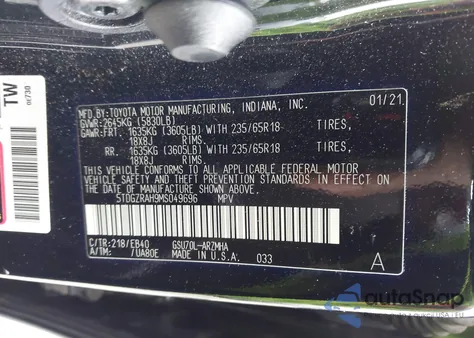 MFD.BY:TOYOTA MOTOR MANUFACTURING, INDIANA, INC. 01/21
GVWR:2645KG (5830LB)
GAWR:FRT. 1635KG (3605LB) WITH 235/65R18 TIRES,
18X8J RIMS.
RR. 1635KG (3605LB) WITH 235/65R18 TIRES,
18X8J RIMS.
THIS VEHICLE CONFORMS TO ALL APPLICABLE FEDERAL MOTOR
VEHICLE SAFETY AND THEFT PREVENTION STANDARDS IN EFFECT ON
THE DATE OF MANUFACTURE SHOWN ABOVE.
5TDGZRAH9MS049696 MPV
C/TR:218/EB40 GSU70L-ARZMHA
A/TM: /UA80E MADE IN U.S.A. 033 A
TW
α/730
autoSnap